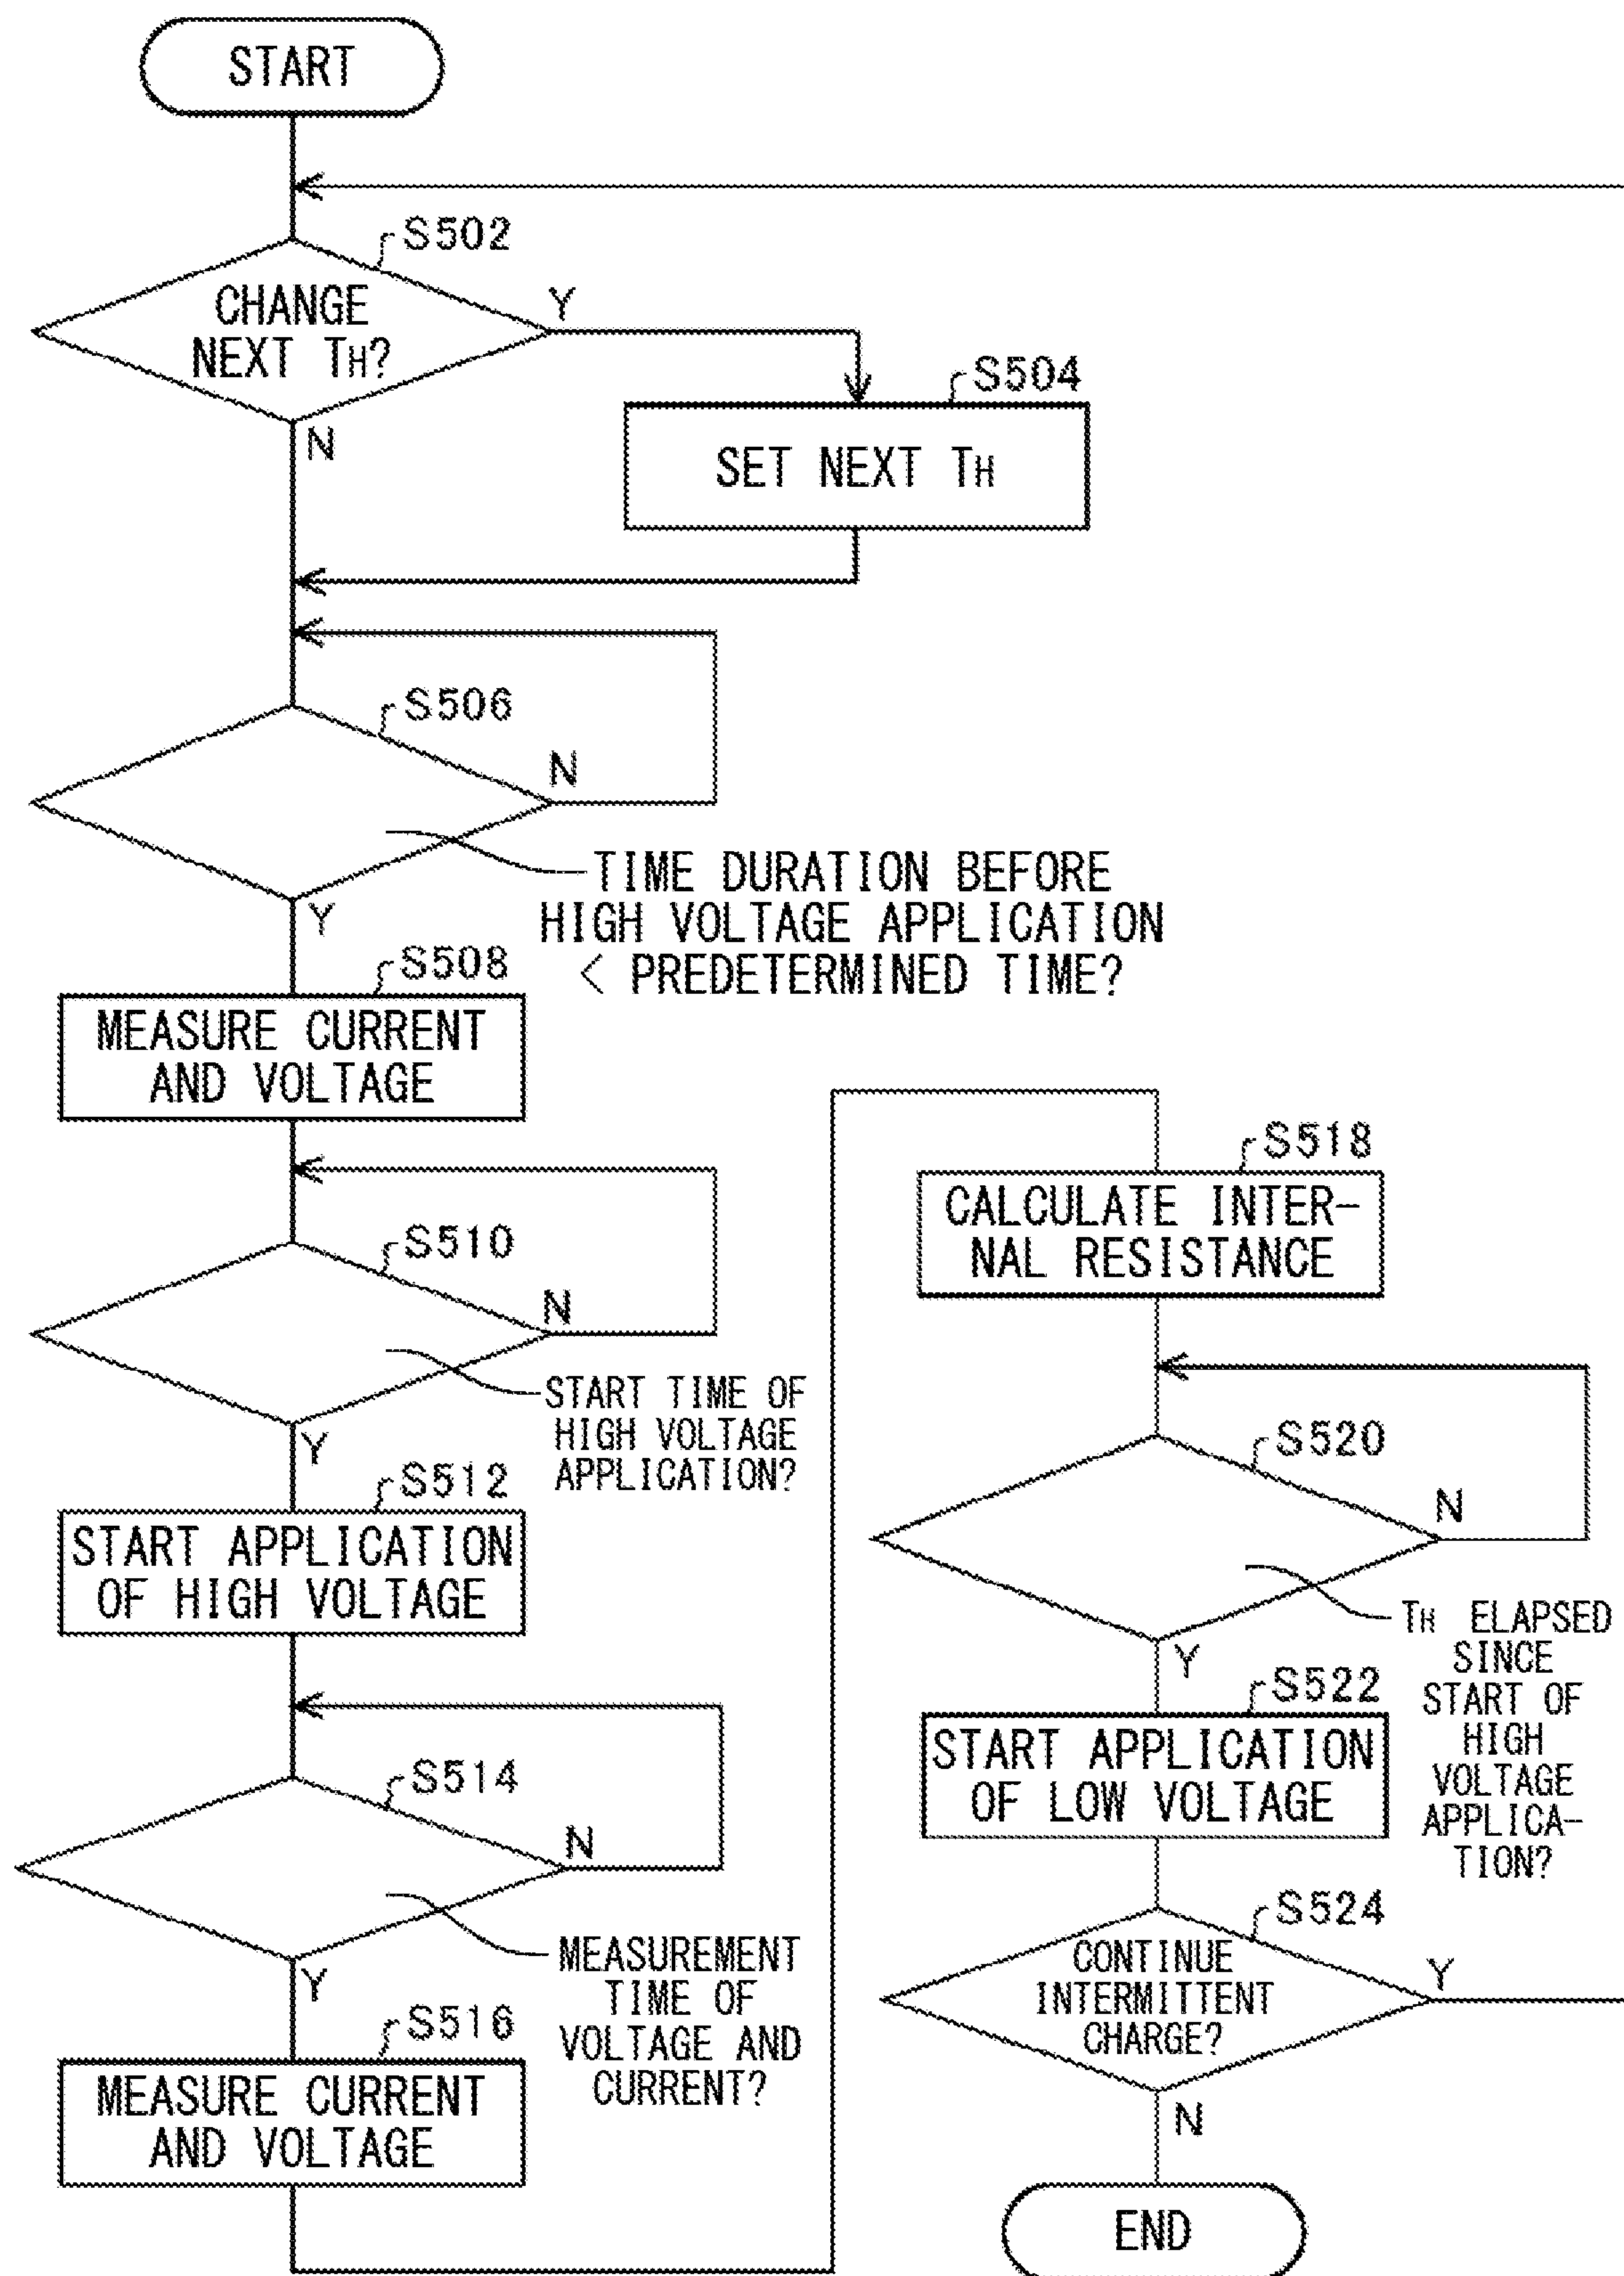 START
S502
CHANGE
NEXT TH?
Y
N
S504
SET NEXT TH
S506
N
Y
TIME DURATION BEFORE
HIGH VOLTAGE APPLICATION
< PREDETERMINED TIME?
S508
MEASURE CURRENT
AND VOLTAGE
S510
N
Y
START TIME OF
HIGH VOLTAGE
APPLICATION?
S512
START APPLICATION
OF HIGH VOLTAGE
S514
N
Y
MEASUREMENT
TIME OF
VOLTAGE AND
CURRENT?
S516
MEASURE CURRENT
AND VOLTAGE
S518
CALCULATE INTER-
NAL RESISTANCE
S520
N
Y
TH ELAPSED
SINCE
START OF
HIGH
VOLTAGE
APPLICA-
TION?
S522
START APPLICATION
OF LOW VOLTAGE
S524
CONTINUE
INTERMITTENT
CHARGE?
Y
N
END